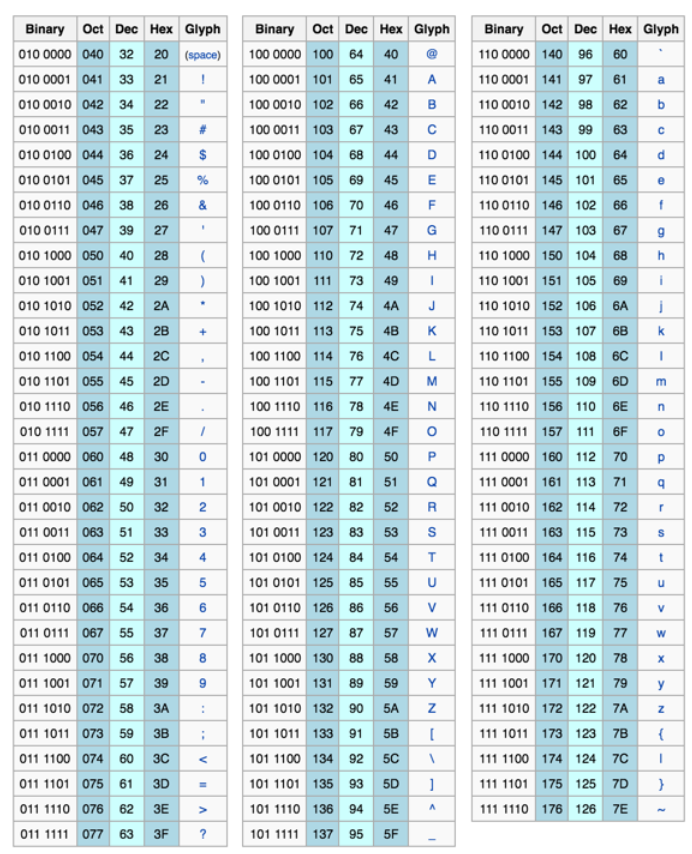 Binary Oct Dec Hex Glyph
010 0000 040 32 20 (space)
010 0001 041 33 21 !
010 0010 042 34 22 "
010 0011 043 35 23 #
010 0100 044 36 24 $
010 0101 045 37 25 %
010 0110 046 38 26 &
010 0111 047 39 27 '
010 1000 050 40 28 (
010 1001 051 41 29 )
010 1010 052 42 2A *
010 1011 053 43 2B +
010 1100 054 44 2C ,
010 1101 055 45 2D -
010 1110 056 46 2E .
010 1111 057 47 2F /
011 0000 060 48 30 0
011 0001 061 49 31 1
011 0010 062 50 32 2
011 0011 063 51 33 3
011 0100 064 52 34 4
011 0101 065 53 35 5
011 0110 066 54 36 6
011 0111 067 55 37 7
011 1000 070 56 38 8
011 1001 071 57 39 9
011 1010 072 58 3A :
011 1011 073 59 3B ;
011 1100 074 60 3C <
011 1101 075 61 3D =
011 1110 076 62 3E >
011 1111 077 63 3F ?
Binary Oct Dec Hex Glyph
100 0000 100 64 40 @
100 0001 101 65 41 A
100 0010 102 66 42 B
100 0011 103 67 43 C
100 0100 104 68 44 D
100 0101 105 69 45 E
100 0110 106 70 46 F
100 0111 107 71 47 G
100 1000 110 72 48 H
100 1001 111 73 49 I
100 1010 112 74 4A J
100 1011 113 75 4B K
100 1100 114 76 4C L
100 1101 115 77 4D M
100 1110 116 78 4E N
100 1111 117 79 4F O
101 0000 120 80 50 P
101 0001 121 81 51 Q
101 0010 122 82 52 R
101 0011 123 83 53 S
101 0100 124 84 54 T
101 0101 125 85 55 U
101 0110 126 86 56 V
101 0111 127 87 57 W
101 1000 130 88 58 X
101 1001 131 89 59 Y
101 1010 132 90 5A Z
101 1011 133 91 5B [
101 1100 134 92 5C \
101 1101 135 93 5D ]
101 1110 136 94 5E ^
101 1111 137 95 5F _
Binary Oct Dec Hex Glyph
110 0000 140 96 60 `
110 0001 141 97 61 a
110 0010 142 98 62 b
110 0011 143 99 63 c
110 0100 144 100 64 d
110 0101 145 101 65 e
110 0110 146 102 66 f
110 0111 147 103 67 g
110 1000 150 104 68 h
110 1001 151 105 69 i
110 1010 152 106 6A j
110 1011 153 107 6B k
110 1100 154 108 6C l
110 1101 155 109 6D m
110 1110 156 110 6E n
110 1111 157 111 6F o
111 0000 160 112 70 p
111 0001 161 113 71 q
111 0010 162 114 72 r
111 0011 163 115 73 s
111 0100 164 116 74 t
111 0101 165 117 75 u
111 0110 166 118 76 v
111 0111 167 119 77 w
111 1000 170 120 78 x
111 1001 171 121 79 y
111 1010 172 122 7A z
111 1011 173 123 7B {
111 1100 174 124 7C |
111 1101 175 125 7D }
111 1110 176 126 7E ~